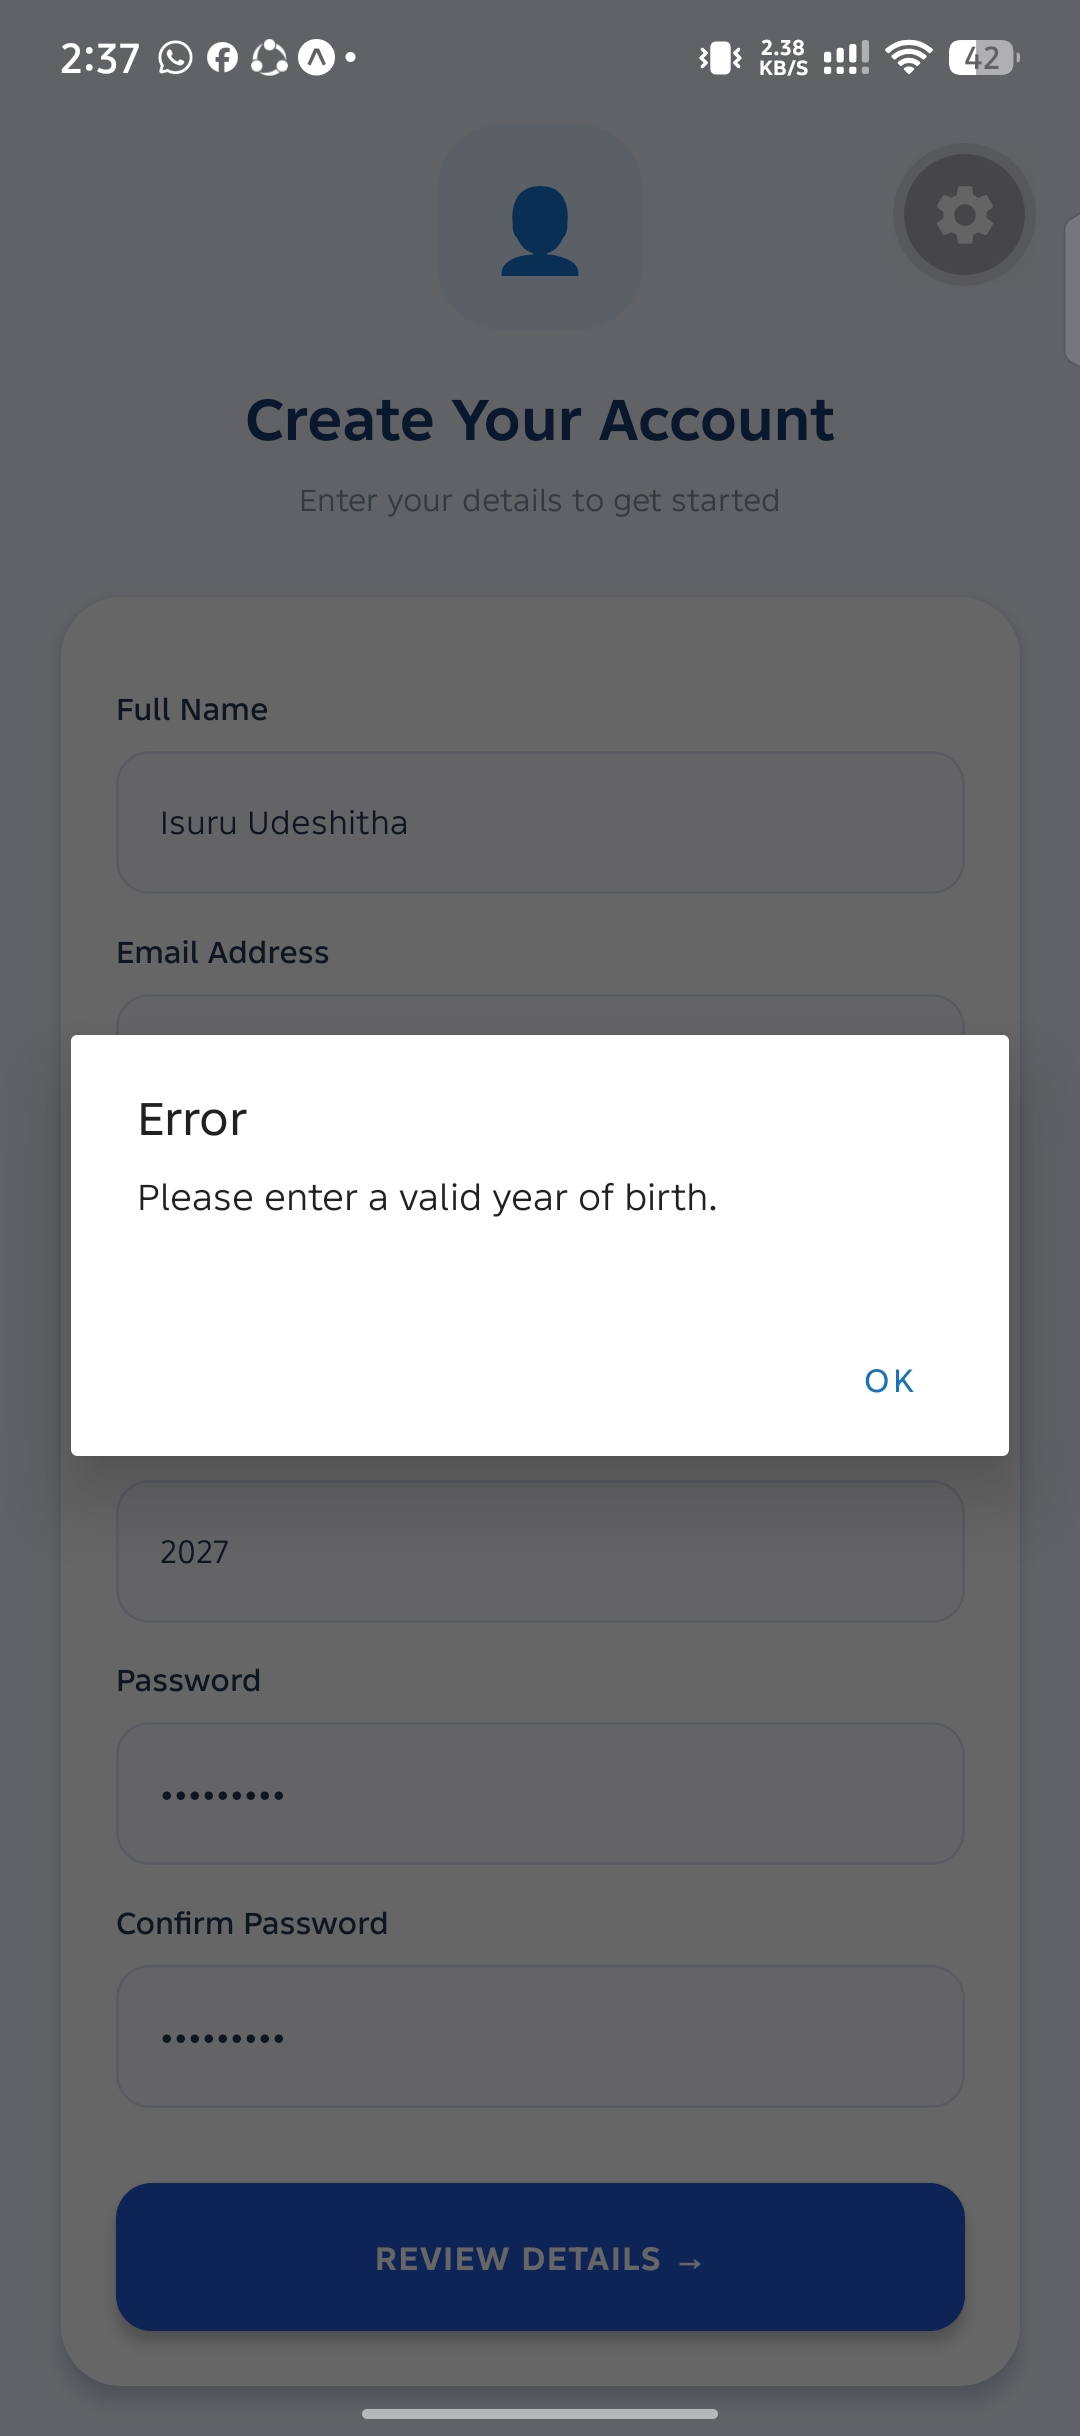 2:37
2.38
KB/S
42
Create Your Account
Enter your details to get started
Full Name
Isuru Udeshitha
Email Address
Error
Please enter a valid year of birth.
OK
2027
Password
•••••••••
Confirm Password
•••••••••
REVIEW DETAILS →